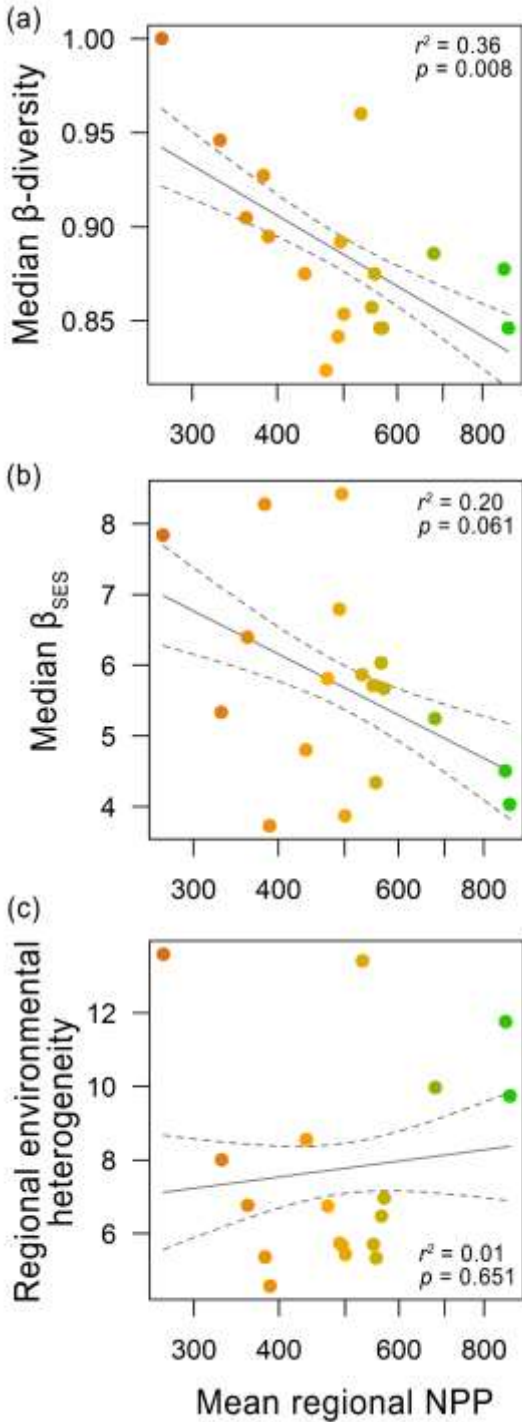 (a)
1.00
0.95
0.90
0.85
Median β-diversity
r² = 0.36
p = 0.008
300 400 600 800
(b)
8
7
6
5
4
Median βSES
r² = 0.20
p = 0.061
300 400 600 800
(c)
12
10
8
6
Regional environmental
heterogeneity
r² = 0.01
p = 0.651
300 400 600 800
Mean regional NPP